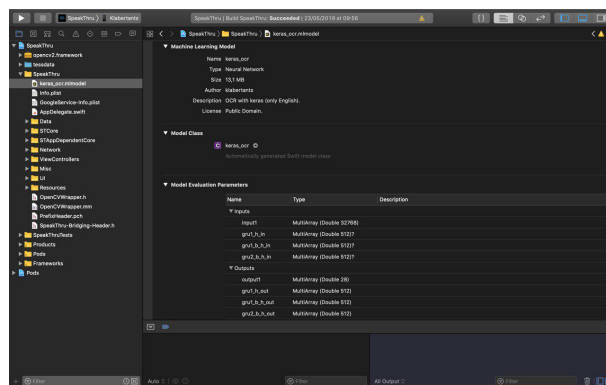 SpeakThru
Klabertants
SpeakThru | Build SpeakThru: Succeeded | 23/05/2019 at 09:56
SpeakThru
SpeakThru
keras_ocr.mlmodel
SpeakThru
opencv2.framework
tessdata
SpeakThru
keras_ocr.mlmodel
Info.plist
GoogleService-Info.plist
AppDelegate.swift
Data
STCore
STAppDependentCore
Network
ViewControllers
Misc
UI
Resources
OpenCVWrapper.h
OpenCVWrapper.mm
PrefixHeader.pch
SpeakThru-Bridging-Header.h
SpeakThruTests
Products
Pods
Frameworks
Pods
Filter
Machine Learning Model
Name keras_ocr
Type Neural Network
Size 13,1 MB
Author klabertants
Description OCR with keras (only English).
License Public Domain.
Model Class
C keras_ocr
Automatically generated Swift model class
Model Evaluation Parameters
Name Type Description
Inputs
input1 MultiArray (Double 32768)
gru1_h_in MultiArray (Double 512)?
gru1_b_h_in MultiArray (Double 512)?
gru2_b_h_in MultiArray (Double 512)?
Outputs
output1 MultiArray (Double 28)
gru1_h_out MultiArray (Double 512)
gru1_b_h_out MultiArray (Double 512)
gru2_b_h_out MultiArray (Double 512)
Auto
Filter
All Output
Filter